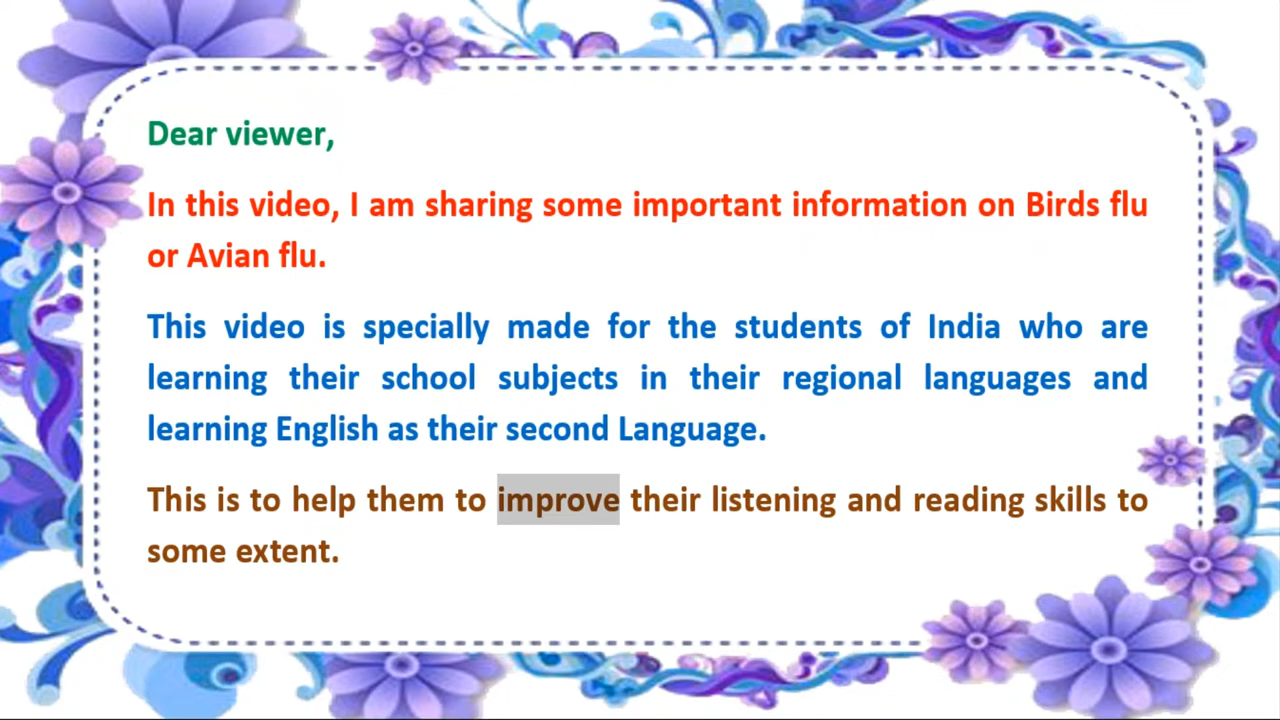 Dear viewer,
In this video, I am sharing some important information on Birds flu
or Avian flu.
This video is specially made for the students of India who are
learning their school subjects in their regional languages and
learning English as their second Language.
This is to help them to improve their listening and reading skills to
some extent.